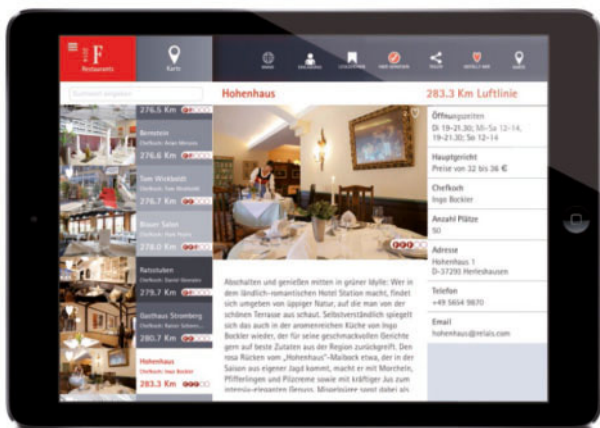 F
Restaurants
Karte
Hohenhaus
283.3 Km Luftlinie
276.5 Km
Bernstein
276.6 Km
Tom Wickboldt
Chefkoch: Tom Wickboldt
276.7 Km
Blauer Salon
278.0 Km
Ratsstuben
279.7 Km
Gasthaus Stromberg
280.7 Km
Hohenhaus
Chefkoch: Ingo Bockler
283.3 Km
Öffnungszeiten
Di 19-21.30; Mi-Sa 12-14,
19-21.30; So 12-14
Hauptgericht
Preise von 32 bis 36 €
Chefkoch
Ingo Bockler
Anzahl Plätze
50
Adresse
Hohenhaus 1
D-37293 Herleshausen
Telefon
+49 5654 9870
Email
hohenhaus@relais.com
Abschalten und genießen mitten in grüner Idylle: Wer in
dem ländlich-romantischen Hotel Station macht, findet
sich umgeben von üppiger Natur, auf die man von der
schönen Terrasse aus schaut. Selbstverständlich spiegelt
sich das auch in der aromenreichen Küche von Ingo
Bockler wieder, der für seine geschmackvollen Gerichte
gern auf beste Zutaten aus der Region zurückgreift. Den
rosa Rücken vom „Hohenhaus"-Maibock etwa, der in der
Saison aus eigener Jagd kommt, macht er mit Morcheln,
Pfifferlingen und Pilzcreme sowie mit kräftiger Jus zum